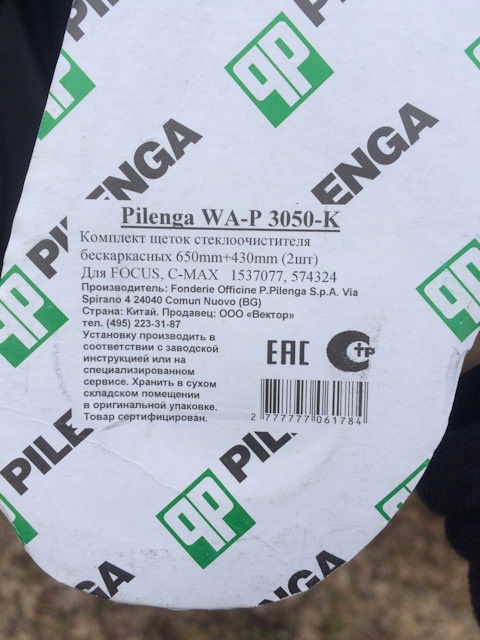 PILENGA
PILENGA
PILENGA
Pilenga WA-P 3050-K
Комплект щеток стеклоочистителя
бескаркасных 650mm+430mm (2шт)
Для FOCUS, C-MAX 1537077, 574324
Производитель: Fonderie Officine P.Pilenga S.p.A. Via
Spirano 4 24040 Comun Nuovo (BG)
Страна: Китай. Продавец: ООО «Вектор»
тел. (495) 223-31-87
Установку производить в
соответствии с заводской
инструкцией или на
специализированном
сервисе. Хранить в сухом
складском помещении
в оригинальной упаковке.
Товар сертифицирован.
EAC
СТР
2 777777 061784
PILENGA
PILENGA